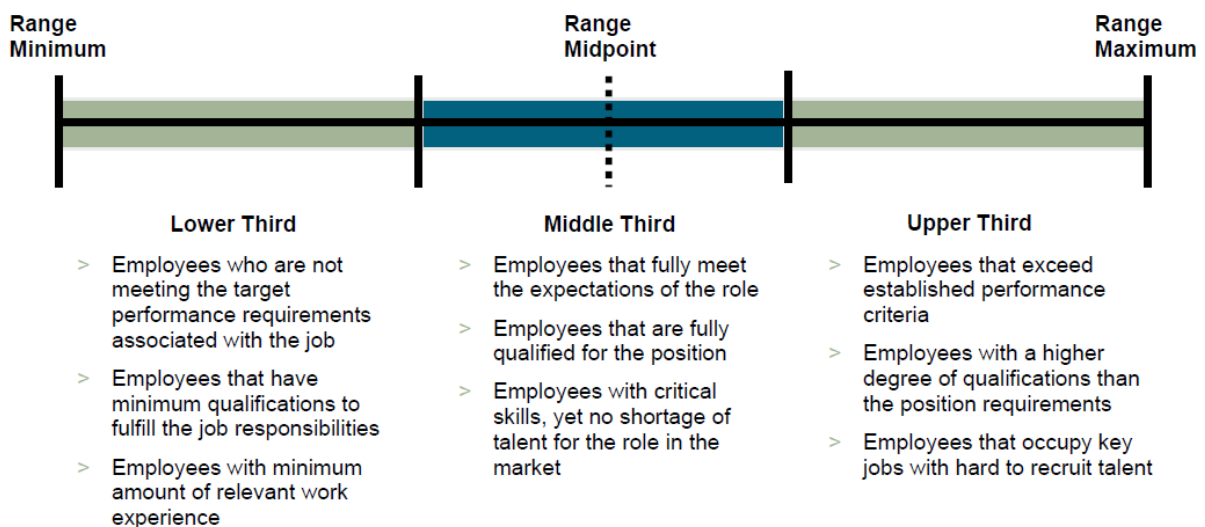 Range
Minimum
Range
Midpoint
Range
Maximum
Lower Third
> Employees who are not
meeting the target
performance requirements
associated with the job
> Employees that have
minimum qualifications to
fulfill the job responsibilities
> Employees with minimum
amount of relevant work
experience
Middle Third
> Employees that fully meet
the expectations of the role
> Employees that are fully
qualified for the position
> Employees with critical
skills, yet no shortage of
talent for the role in the
market
Upper Third
> Employees that exceed
established performance
criteria
> Employees with a higher
degree of qualifications than
the position requirements
> Employees that occupy key
jobs with hard to recruit talent